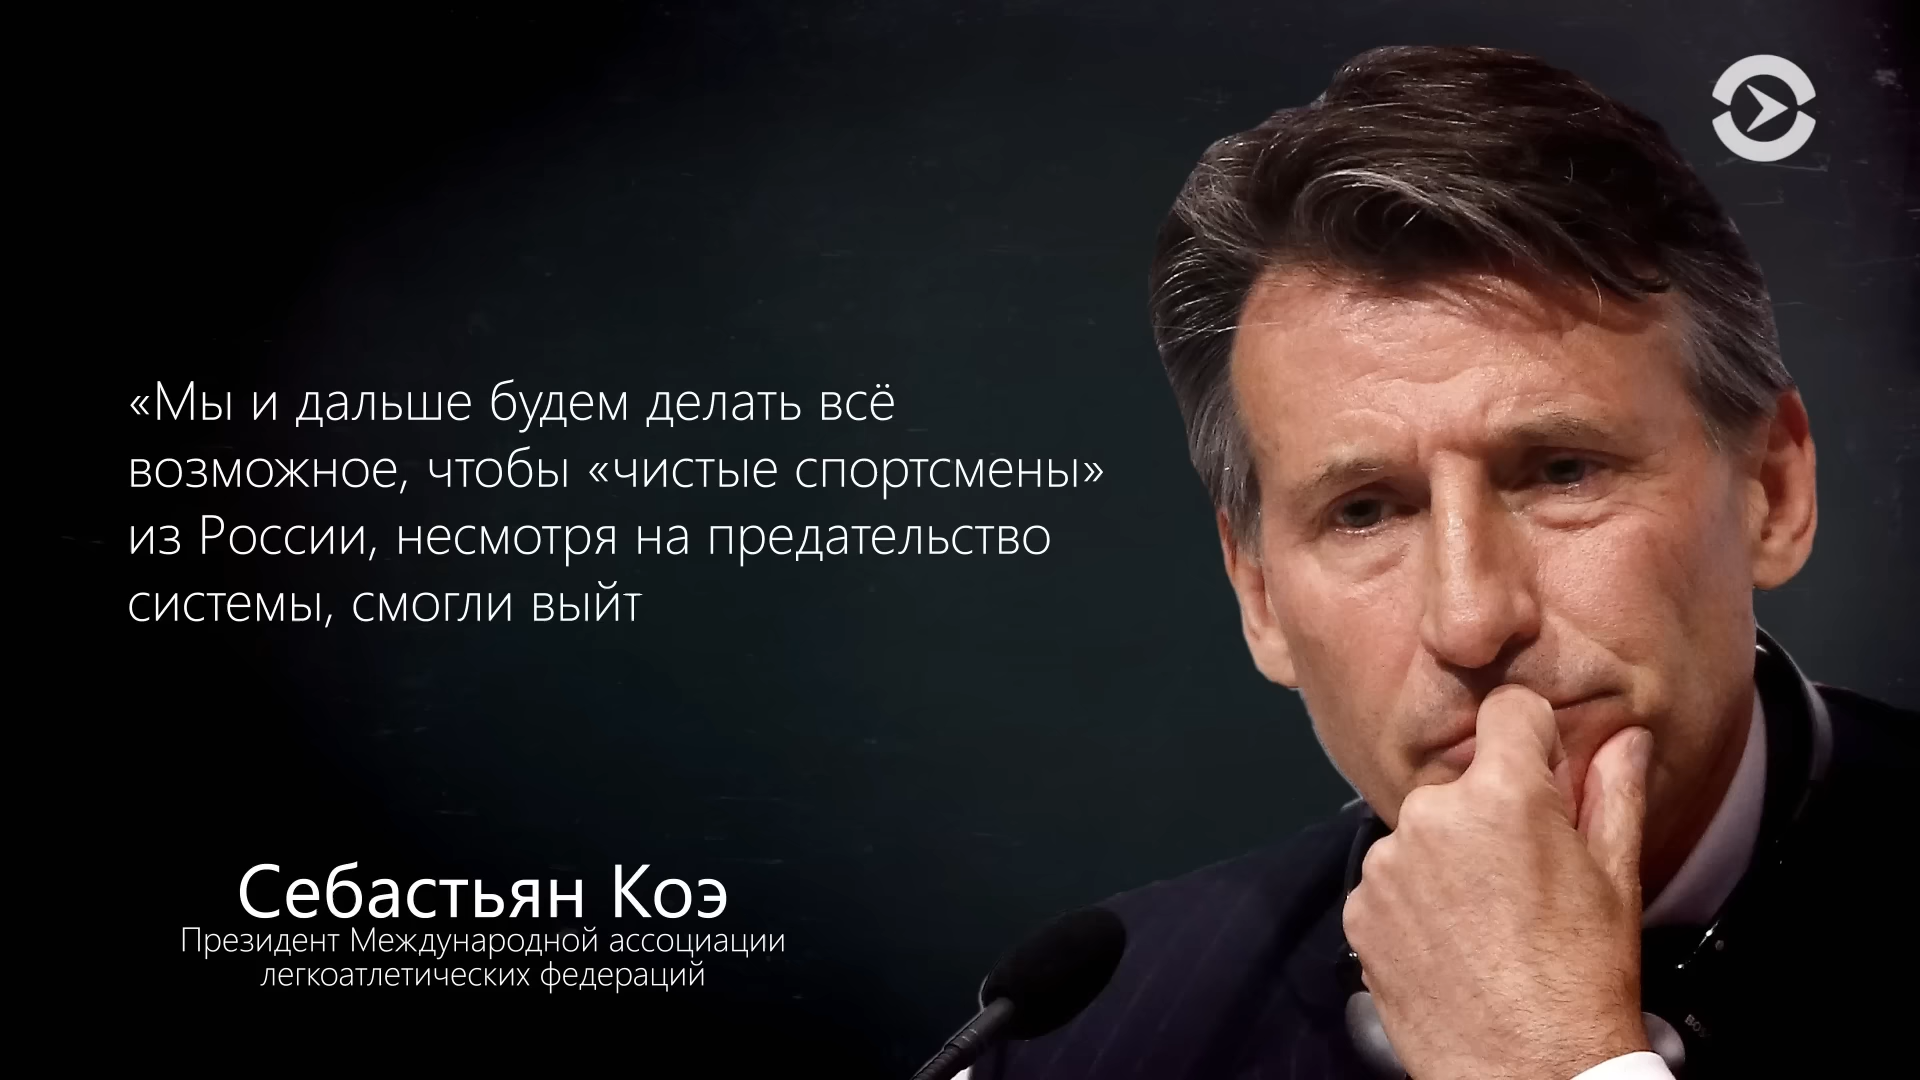 «Мы и дальше будем делать всё
возможное, чтобы «чистые спортсмены»
из России, несмотря на предательство
системы, смогли выйт
Себастьян Коэ
Президент Международной ассоциации
легкоатлетических федераций